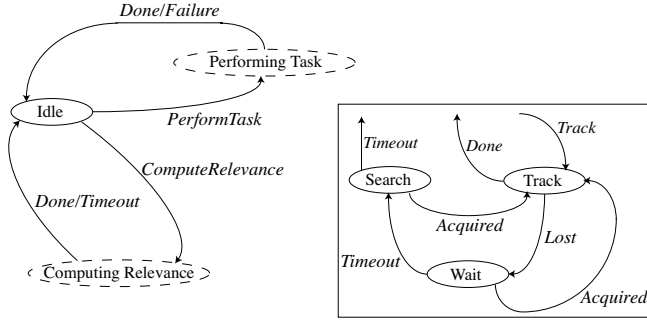 Done/Failure
Performing Task
Idle
PerformTask
ComputeRelevance
Done/Timeout
Computing Relevance
Timeout
Done
Track
Search
Track
Acquired
Lost
Timeout
Wait
Acquired